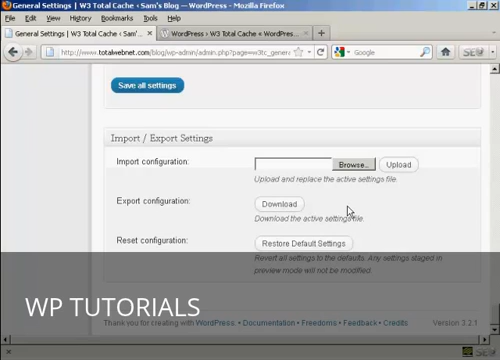 General Settings | W3 Total Cache ‹ Sam's Blog — WordPress - Mozilla Firefox
File Edit View History Bookmarks Tools Help
General Settings | W3 Total Cache ‹ Sam's...
WordPress › W3 Total Cache « WordPres...
http://www.totalwebnet.com/blog/wp-admin/admin.php?page=w3tc_genera
Google
Save all settings
Import / Export Settings
Import configuration:
Browse...
Upload
Upload and replace the active settings file.
Export configuration:
Download
Download the active settings file.
Reset configuration:
Restore Default Settings
Revert all settings to the defaults. Any settings staged in
preview mode will not be modified.
WP TUTORIALS
Thank you for creating with WordPress. • Documentation • Freedoms • Feedback • Credits
Version 3.2.1